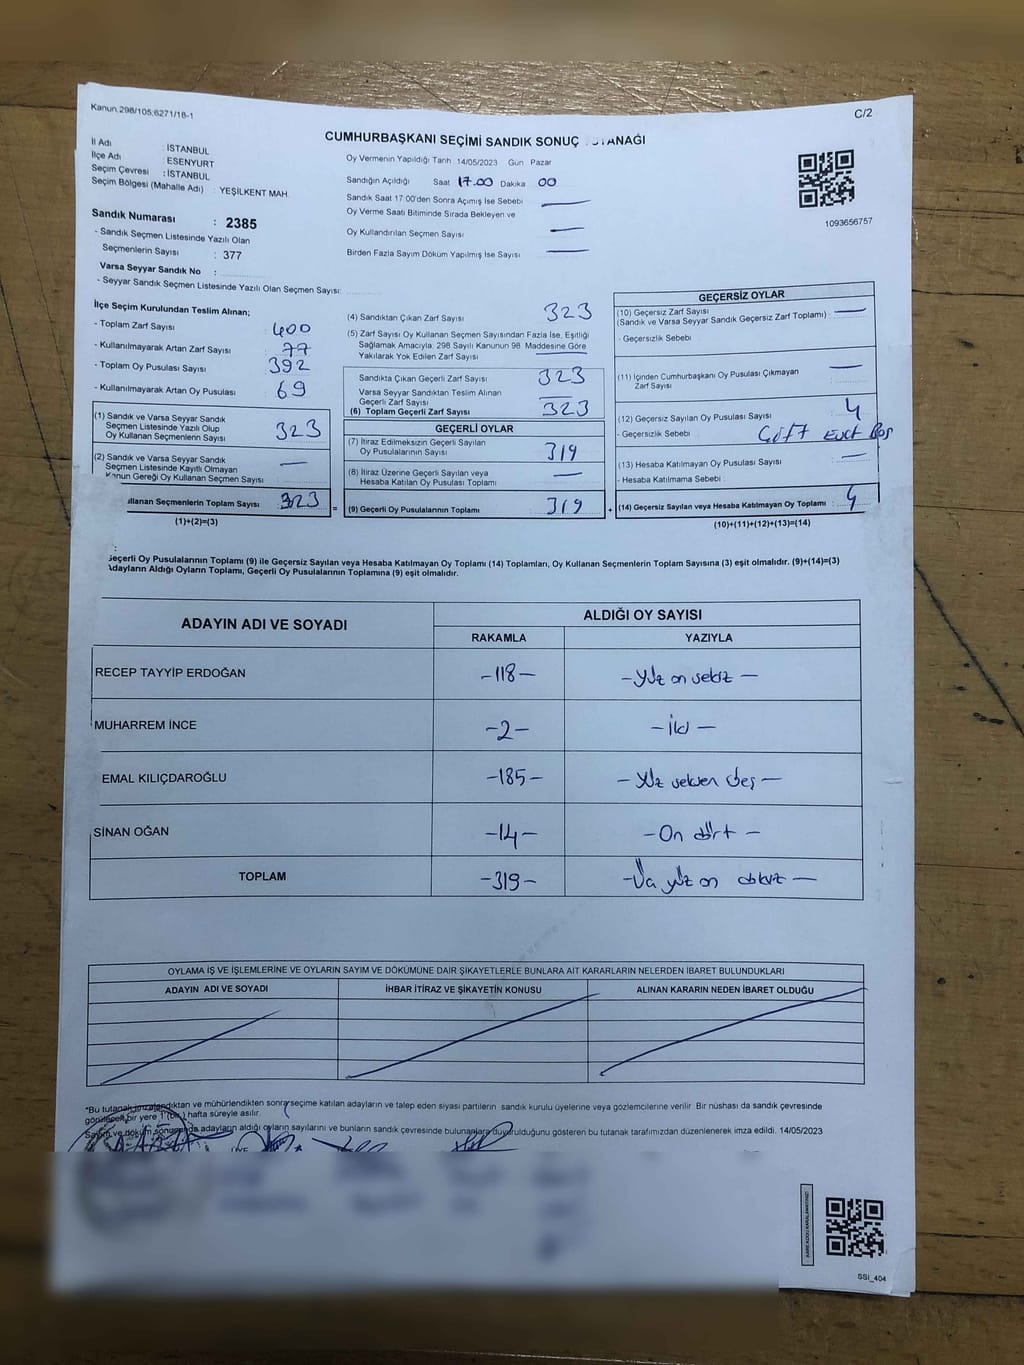 Kanun 298/105,6271/18-1
C/2
CUMHURBAŞKANI SEÇİMİ SANDIK SONUÇ TUTANAĞI
İl Adı : İSTANBUL
İlçe Adı : ESENYURT
Seçim Çevresi : İSTANBUL
Seçim Bölgesi (Mahalle Adı) : YEŞİLKENT MAH.
Sandık Numarası : 2385
- Sandık Seçmen Listesinde Yazılı Olan
Seçmenlerin Sayısı : 377
Varsa Seyyar Sandık No :
- Seyyar Sandık Seçmen Listesinde Yazılı Olan Seçmen Sayısı:
Oy Vermenin Yapıldığı Tarih 14/05/2023 Gün Pazar
Sandığın Açıldığı Saat 17.00 Dakika 00
Sandık Saat 17:00'den Sonra Açımış İse Sebebi —
Oy Verme Saati Bitiminde Sırada Bekleyen ve
Oy Kullandırılan Seçmen Sayısı —
Birden Fazla Sayım Döküm Yapılmış İse Sayısı —
1093656757
İlçe Seçim Kurulundan Teslim Alınan;
- Toplam Zarf Sayısı 400
- Kullanılmayarak Artan Zarf Sayısı 77
- Toplam Oy Pusulası Sayısı 392
- Kullanılmayarak Artan Oy Pusulası 69
(1) Sandık ve Varsa Seyyar Sandık
Seçmen Listesinde Yazılı Olup
Oy Kullanan Seçmenlerin Sayısı 323
(2) Sandık ve Varsa Seyyar Sandık
Seçmen Listesinde Kayıtlı Olmayan
Kanun Gereği Oy Kullanan Seçmen Sayısı —
ullanan Seçmenlerin Toplam Sayısı 323
(1)+(2)=(3)
(4) Sandıktan Çıkan Zarf Sayısı 323
(5) Zarf Sayısı Oy Kullanan Seçmen Sayısından Fazla İse, Eşitliği
Sağlamak Amacıyla; 298 Sayılı Kanunun 98. Maddesine Göre
Yakılarak Yok Edilen Zarf Sayısı —
Sandıkta Çıkan Geçerli Zarf Sayısı 323
Varsa Seyyar Sandıktan Teslim Alınan
Geçerli Zarf Sayısı —
(6) Toplam Geçerli Zarf Sayısı 323
GEÇERLİ OYLAR
(7) İtiraz Edilmeksizin Geçerli Sayılan
Oy Pusulalarının Sayısı 319
(8) İtiraz Üzerine Geçerli Sayılan veya
Hesaba Katılan Oy Pusulası Toplamı —
= (9) Geçerli Oy Pusulalarının Toplamı 319 +
GEÇERSİZ OYLAR
(10) Geçersiz Zarf Sayısı
(Sandık ve Varsa Seyyar Sandık Geçersiz Zarf Toplamı) : —
- Geçersizlik Sebebi
(11) İçinden Cumhurbaşkanı Oy Pusulası Çıkmayan
Zarf Sayısı —
(12) Geçersiz Sayılan Oy Pusulası Sayısı 4
- Geçersizlik Sebebi Çift Evet Boş
(13) Hesaba Katılmayan Oy Pusulası Sayısı —
- Hesaba Katılmama Sebebi :
(14) Geçersiz Sayılan veya Hesaba Katılmayan Oy Toplamı : 4
(10)+(11)+(12)+(13)=(14)
:
Geçerli Oy Pusulalarının Toplamı (9) ile Geçersiz Sayılan veya Hesaba Katılmayan Oy Toplamı (14) Toplamları, Oy Kullanan Seçmenlerin Toplam Sayısına (3) eşit olmalıdır. (9)+(14)=(3)
Adayların Aldığı Oyların Toplamı, Geçerli Oy Pusulalarının Toplamına (9) eşit olmalıdır.
ADAYIN ADI VE SOYADI
ALDIĞI OY SAYISI
RAKAMLA YAZIYLA
RECEP TAYYİP ERDOĞAN -118- -Yüz on sekiz-
MUHARREM İNCE -2- -İki-
EMAL KILIÇDAROĞLU -185- -Yüz seksen beş-
SİNAN OĞAN -14- -On dört-
TOPLAM -319- -Üç yüz on dokuz-
OYLAMA İŞ VE İŞLEMLERİNE VE OYLARIN SAYIM VE DÖKÜMÜNE DAİR ŞİKAYETLERLE BUNLARA AİT KARARLARIN NELERDEN İBARET BULUNDUKLARI
ADAYIN ADI VE SOYADI İHBAR İTİRAZ VE ŞİKAYETİN KONUSU ALINAN KARARIN NEDEN İBARET OLDUĞU
*Bu tutanak imzalandıktan ve mühürlendikten sonra seçime katılan adayların ve talep eden siyasi partilerin sandık kurulu üyelerine veya gözlemcilerine verilir. Bir nüshası da sandık çevresinde
görülecek bir yere 1 (bir) hafta süreyle asılır.
Sayım ve döküm sonunda adayların aldığı oyların sayılarını ve bunların sandık çevresinde bulunanlara duyurulduğunu gösteren bu tutanak tarafımızdan düzenlenerek imza edildi. 14/05/2023
ÜYE
SSI_404